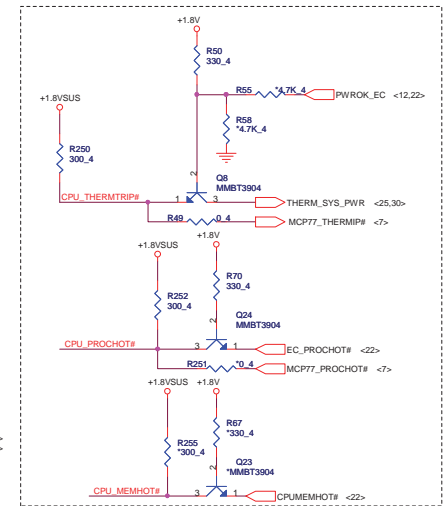 +1.8V
R50
330_4
R55
*4.7K_4
PWROK_EC <12,22>
+1.8VSUS
R58
*4.7K_4
R250
300_4
2
Q8
MMBT3904
CPU_THERMTRIP#
1
3
THERM_SYS_PWR <25,30>
R49
0_4
MCP77_THERMIP# <7>
+1.8VSUS
+1.8V
R70
330_4
R252
300_4
2
Q24
MMBT3904
CPU_PROCHOT#
3
1
EC_PROCHOT# <22>
R251
*0_4
MCP77_PROCHOT# <7>
+1.8VSUS
+1.8V
R67
*330_4
R255
*300_4
2
Q23
*MMBT3904
CPU_MEMHOT#
3
1
CPUMEMHOT# <22>